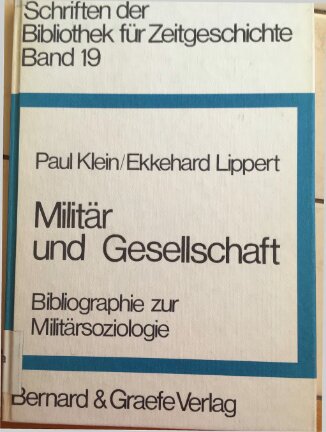 Schriften der
Bibliothek für Zeitgeschichte
Band 19
Paul Klein/Ekkehard Lippert
Militär
und Gesellschaft
Bibliographie zur
Militärsoziologie
Bernard & Graefe Verlag